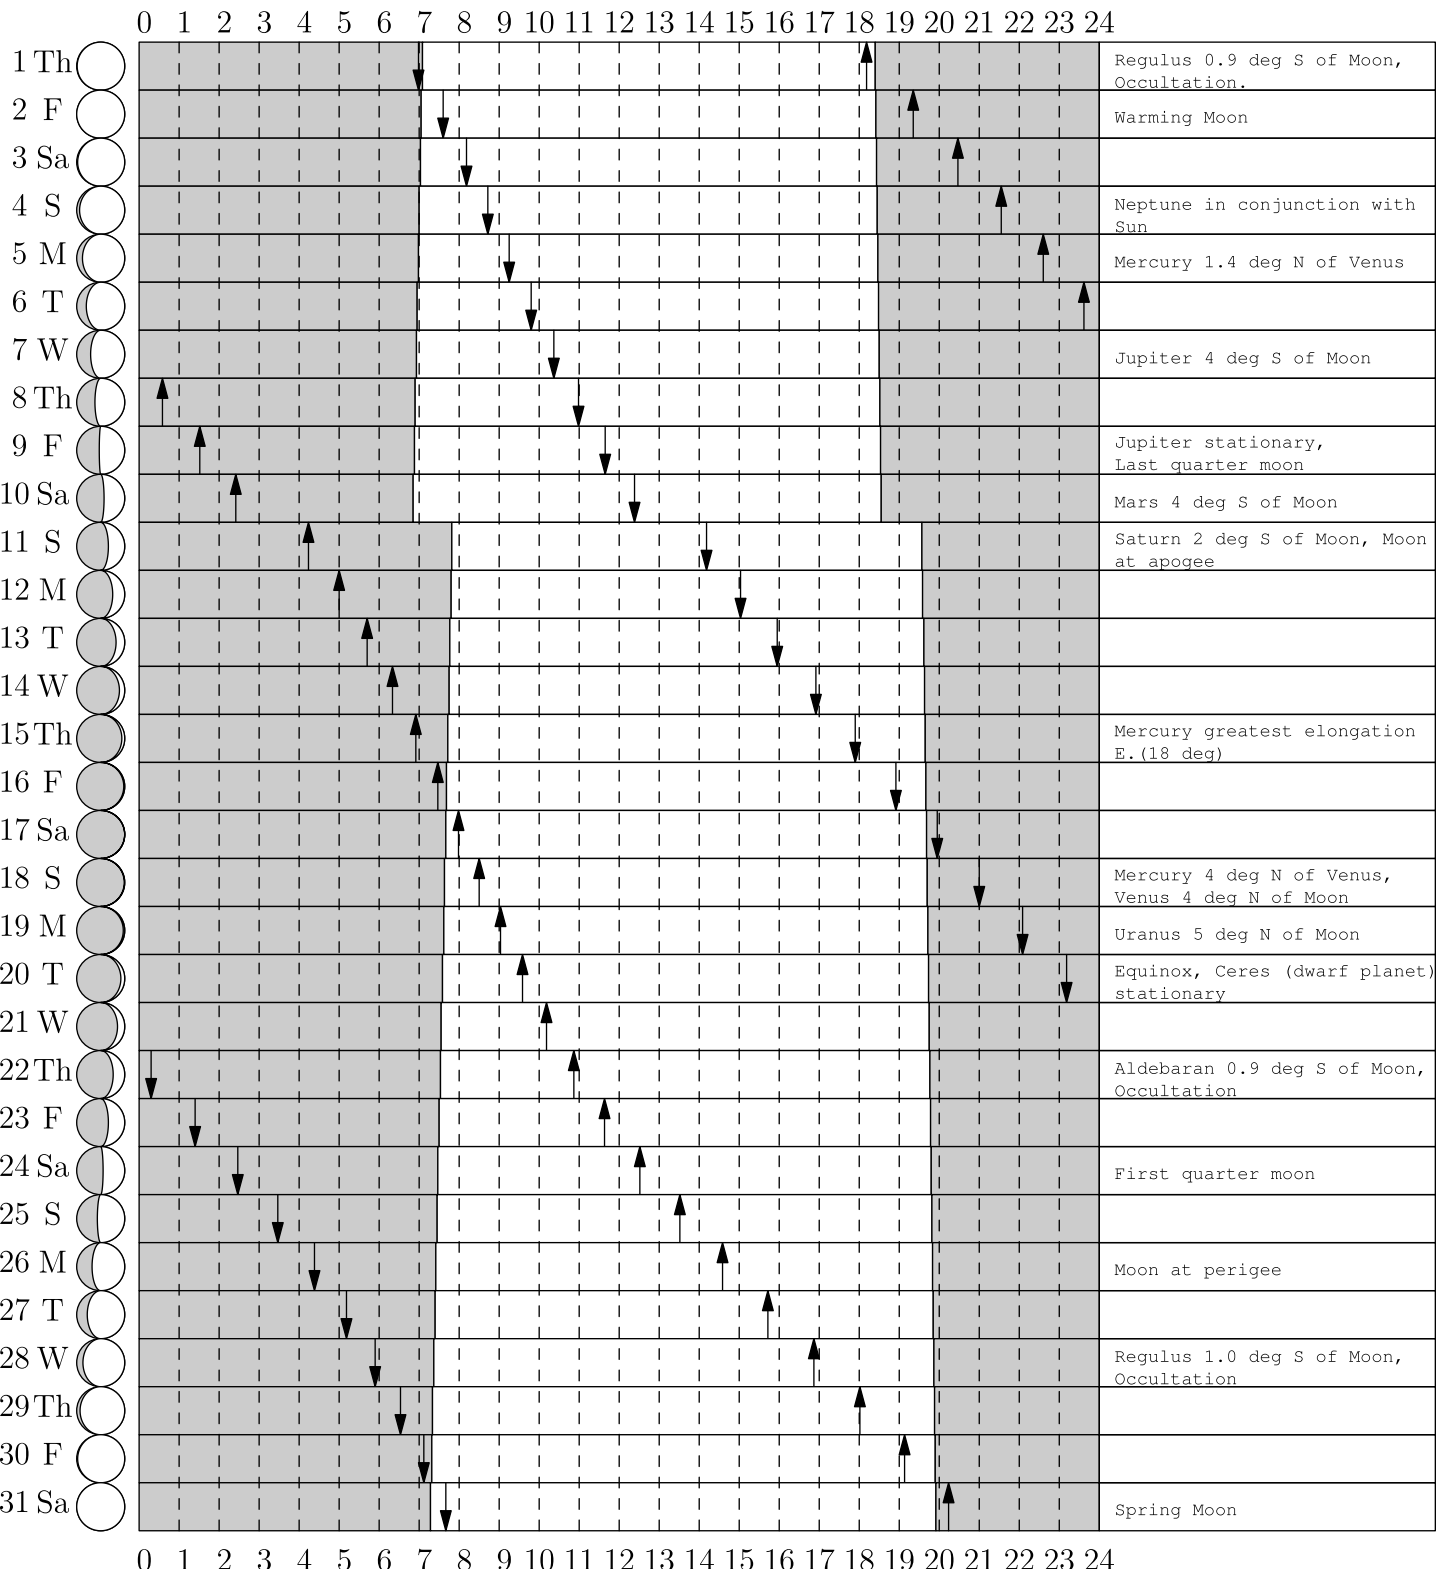 0 1 2 3 4 5 6 7 8 9 10 11 12 13 14 15 16 17 18 19 20 21 22 23 24
1 Th Regulus 0.9 deg S of Moon,
Occultation.
2 F Warming Moon
3 Sa
4 S Neptune in conjunction with
Sun
5 M Mercury 1.4 deg N of Venus
6 T
7 W Jupiter 4 deg S of Moon
8 Th
9 F Jupiter stationary,
Last quarter moon
10 Sa Mars 4 deg S of Moon
11 S Saturn 2 deg S of Moon, Moon
at apogee
12 M
13 T
14 W
15 Th Mercury greatest elongation
E.(18 deg)
16 F
17 Sa
18 S Mercury 4 deg N of Venus,
Venus 4 deg N of Moon
19 M Uranus 5 deg N of Moon
20 T Equinox, Ceres (dwarf planet)
stationary
21 W
22 Th Aldebaran 0.9 deg S of Moon,
Occultation
23 F
24 Sa First quarter moon
25 S
26 M Moon at perigee
27 T
28 W Regulus 1.0 deg S of Moon,
Occultation
29 Th
30 F
31 Sa Spring Moon
0 1 2 3 4 5 6 7 8 9 10 11 12 13 14 15 16 17 18 19 20 21 22 23 24